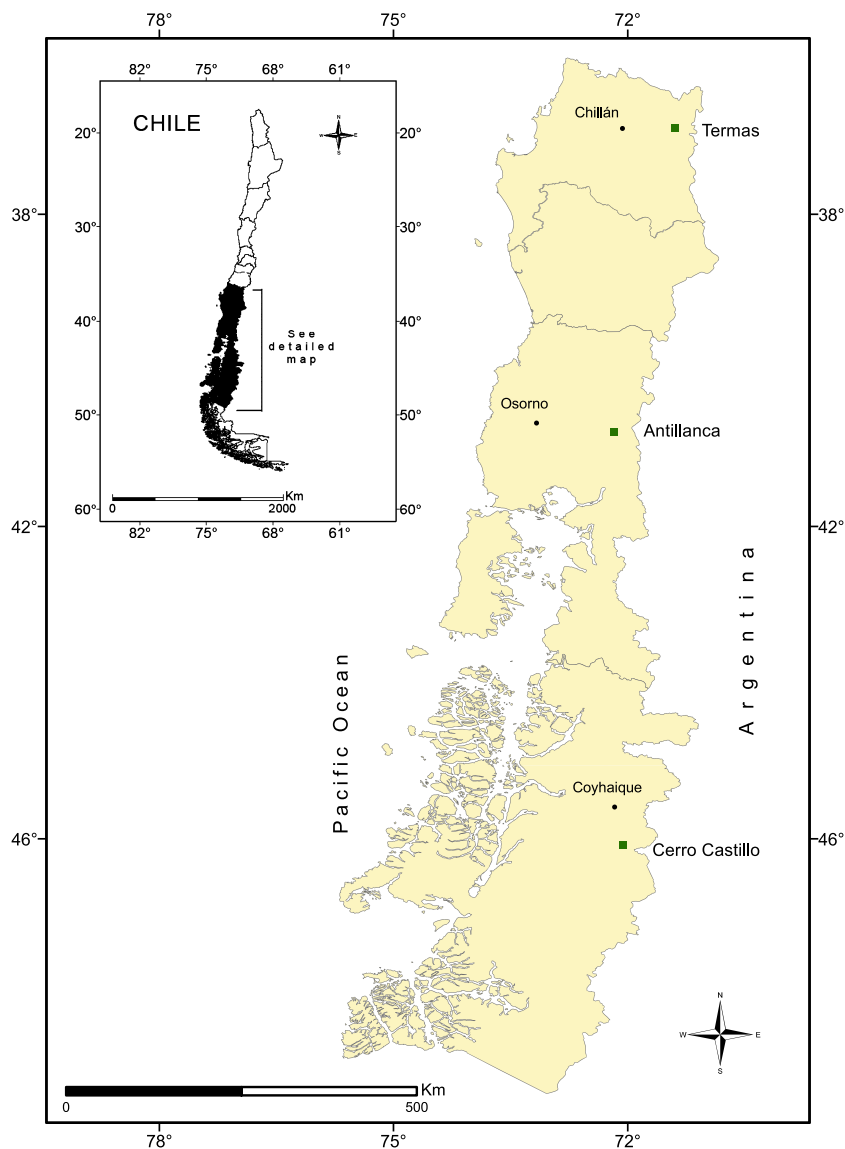 78° 75° 72°
82° 75° 68° 61°
CHILE
N
W E
S
20° 20°
30° 30°
40° 40°
See
detailed
map
50° 50°
Km
0 2000
60° 60°
82° 75° 68° 61°
Chillán
Termas
38° 38°
Osorno
Antillanca
42° 42°
Argentina
Pacific Ocean
Coyhaique
46° 46°
Cerro Castillo
N
W E
S
Km
0 500
78° 75° 72°